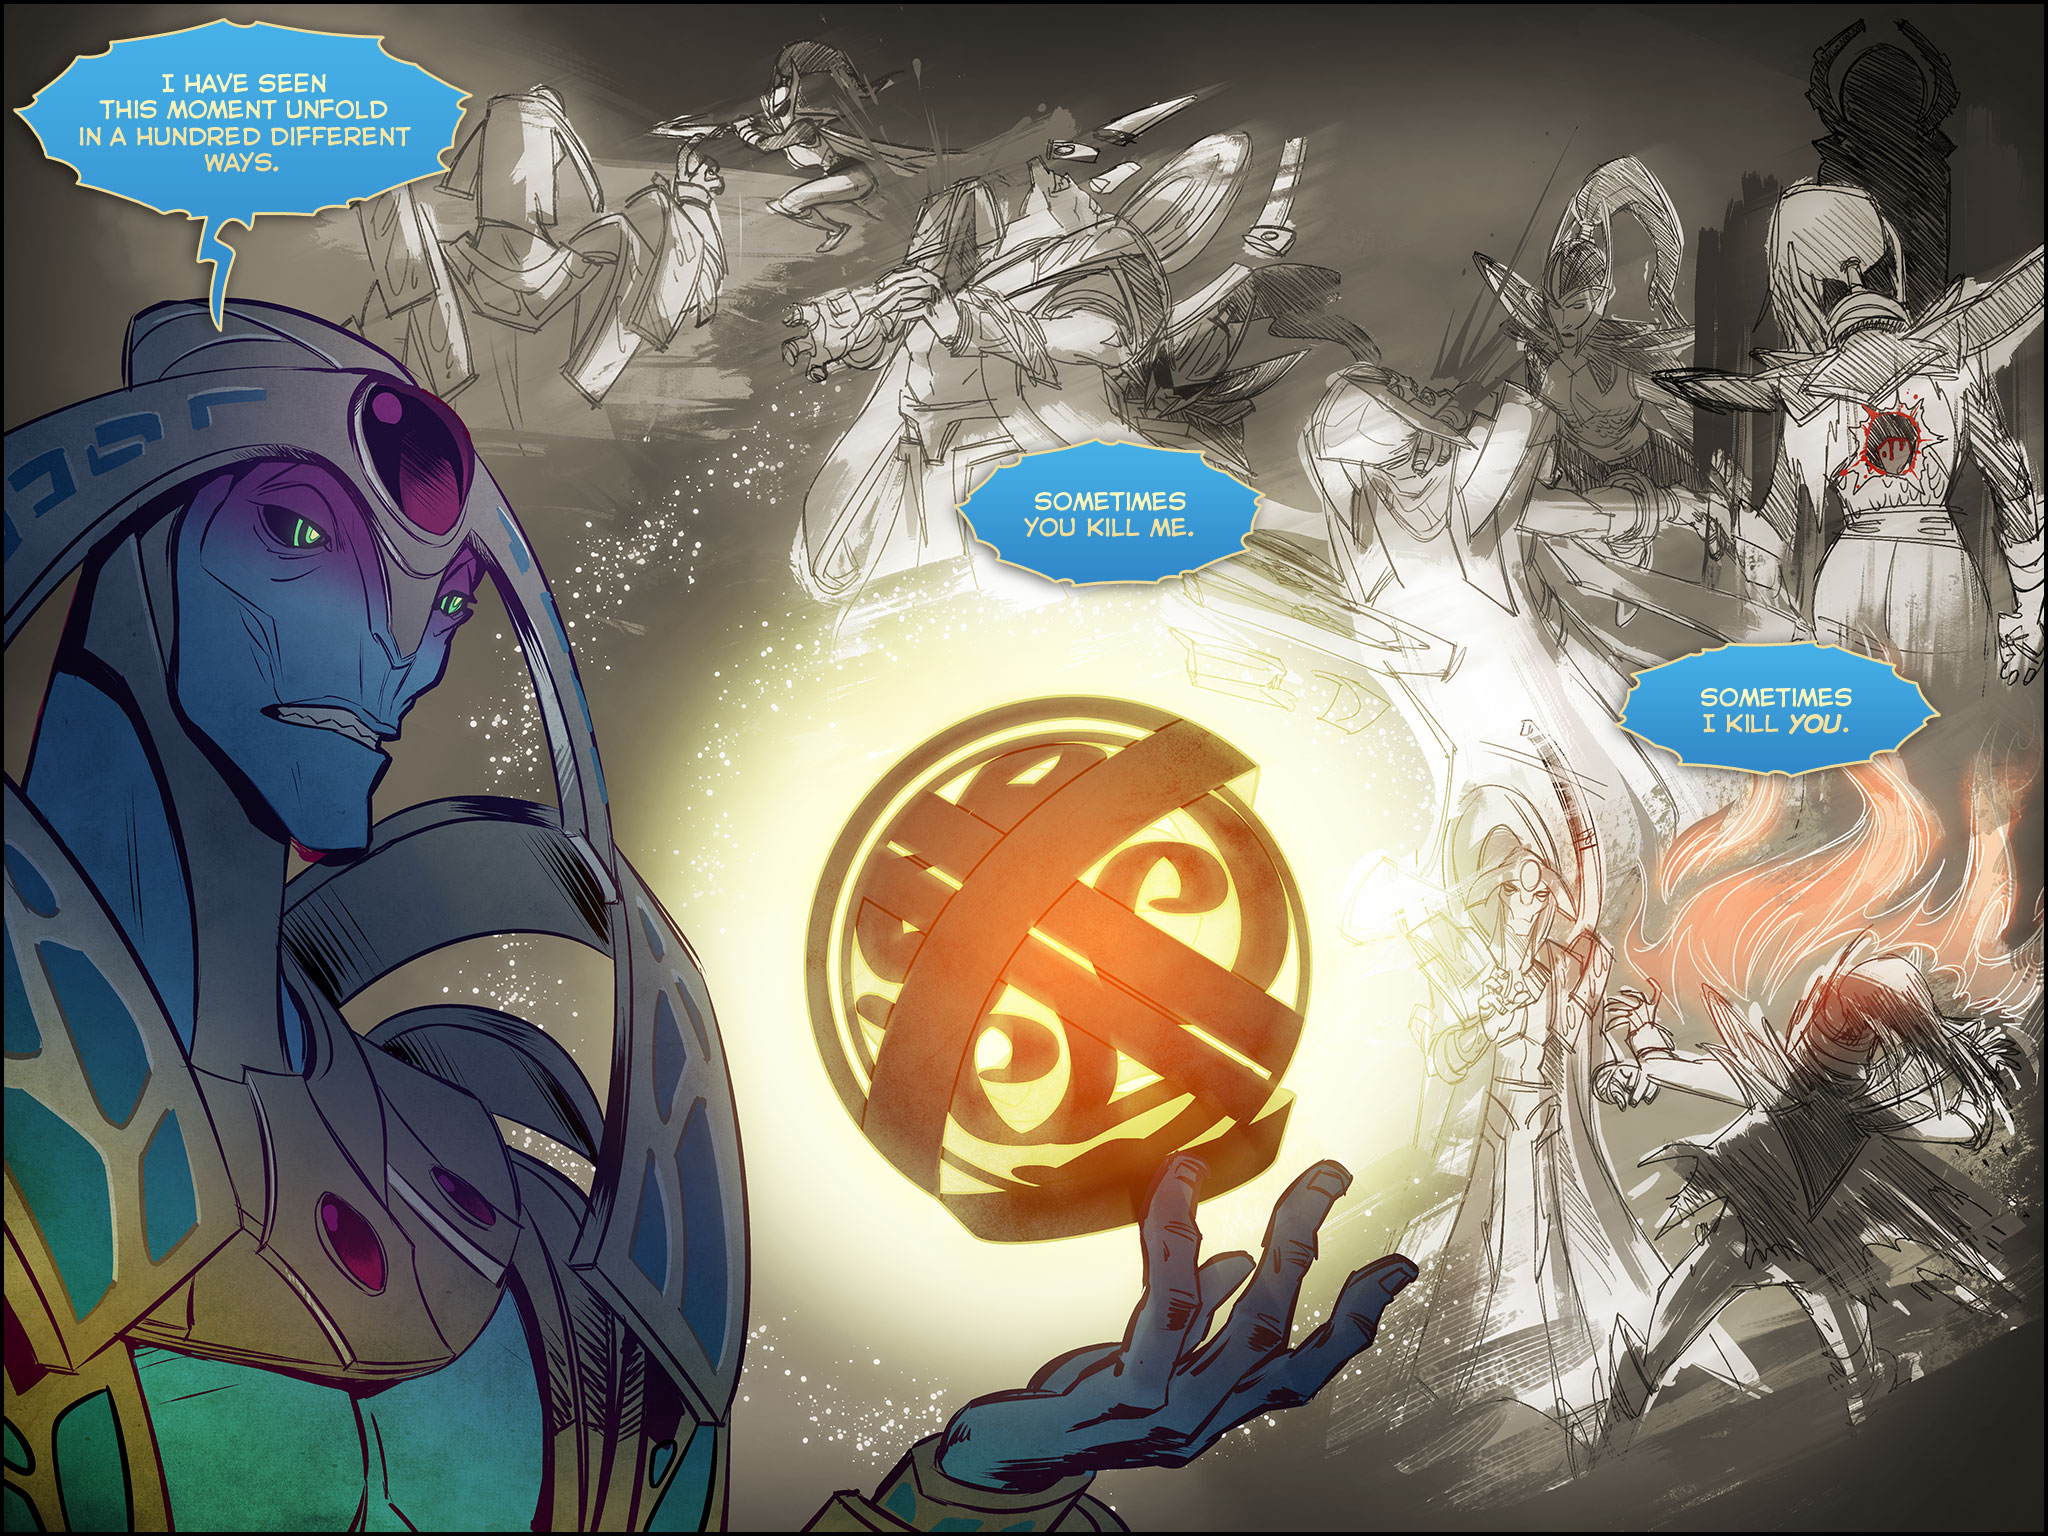 I HAVE SEEN
THIS MOMENT UNFOLD
IN A HUNDRED DIFFERENT
WAYS.
SOMETIMES
YOU KILL ME.
SOMETIMES
I KILL YOU.